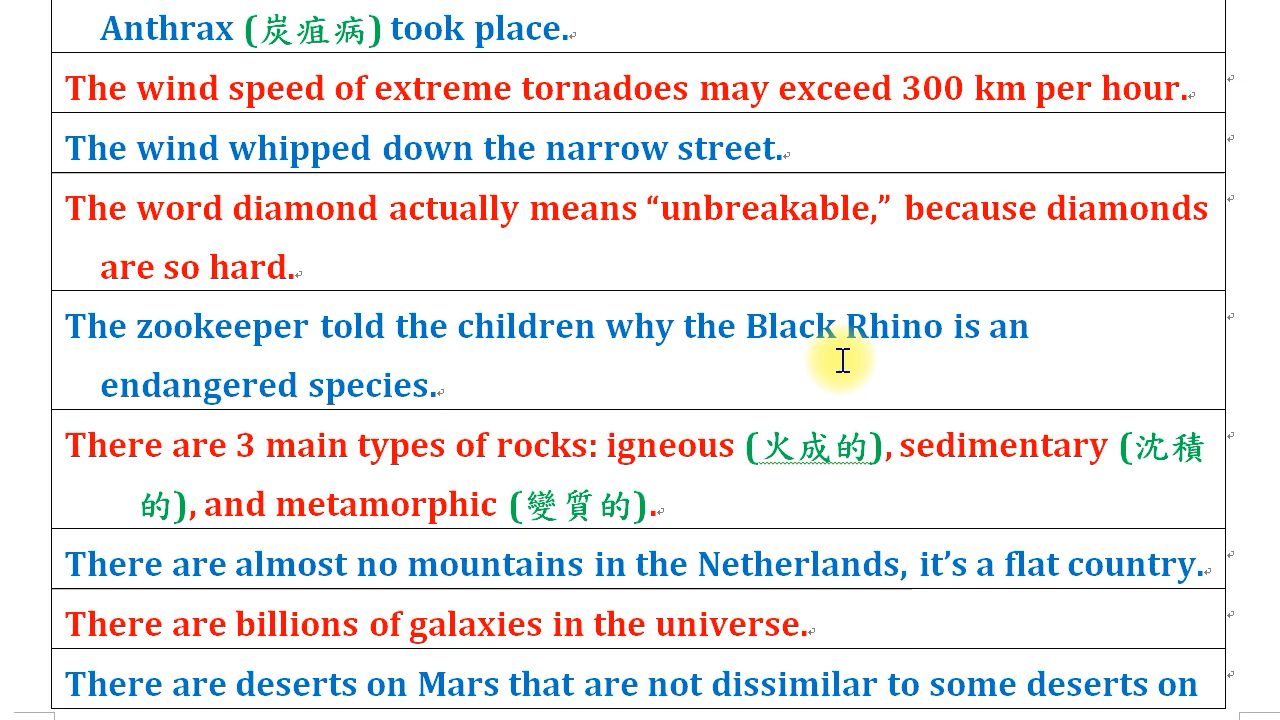 Anthrax (炭疽病) took place.
The wind speed of extreme tornadoes may exceed 300 km per hour.
The wind whipped down the narrow street.
The word diamond actually means “unbreakable,” because diamonds
are so hard.
The zookeeper told the children why the Black Rhino is an
endangered species.
There are 3 main types of rocks: igneous (火成的), sedimentary (沈積
的), and metamorphic (變質的).
There are almost no mountains in the Netherlands, it’s a flat country.
There are billions of galaxies in the universe.
There are deserts on Mars that are not dissimilar to some deserts on